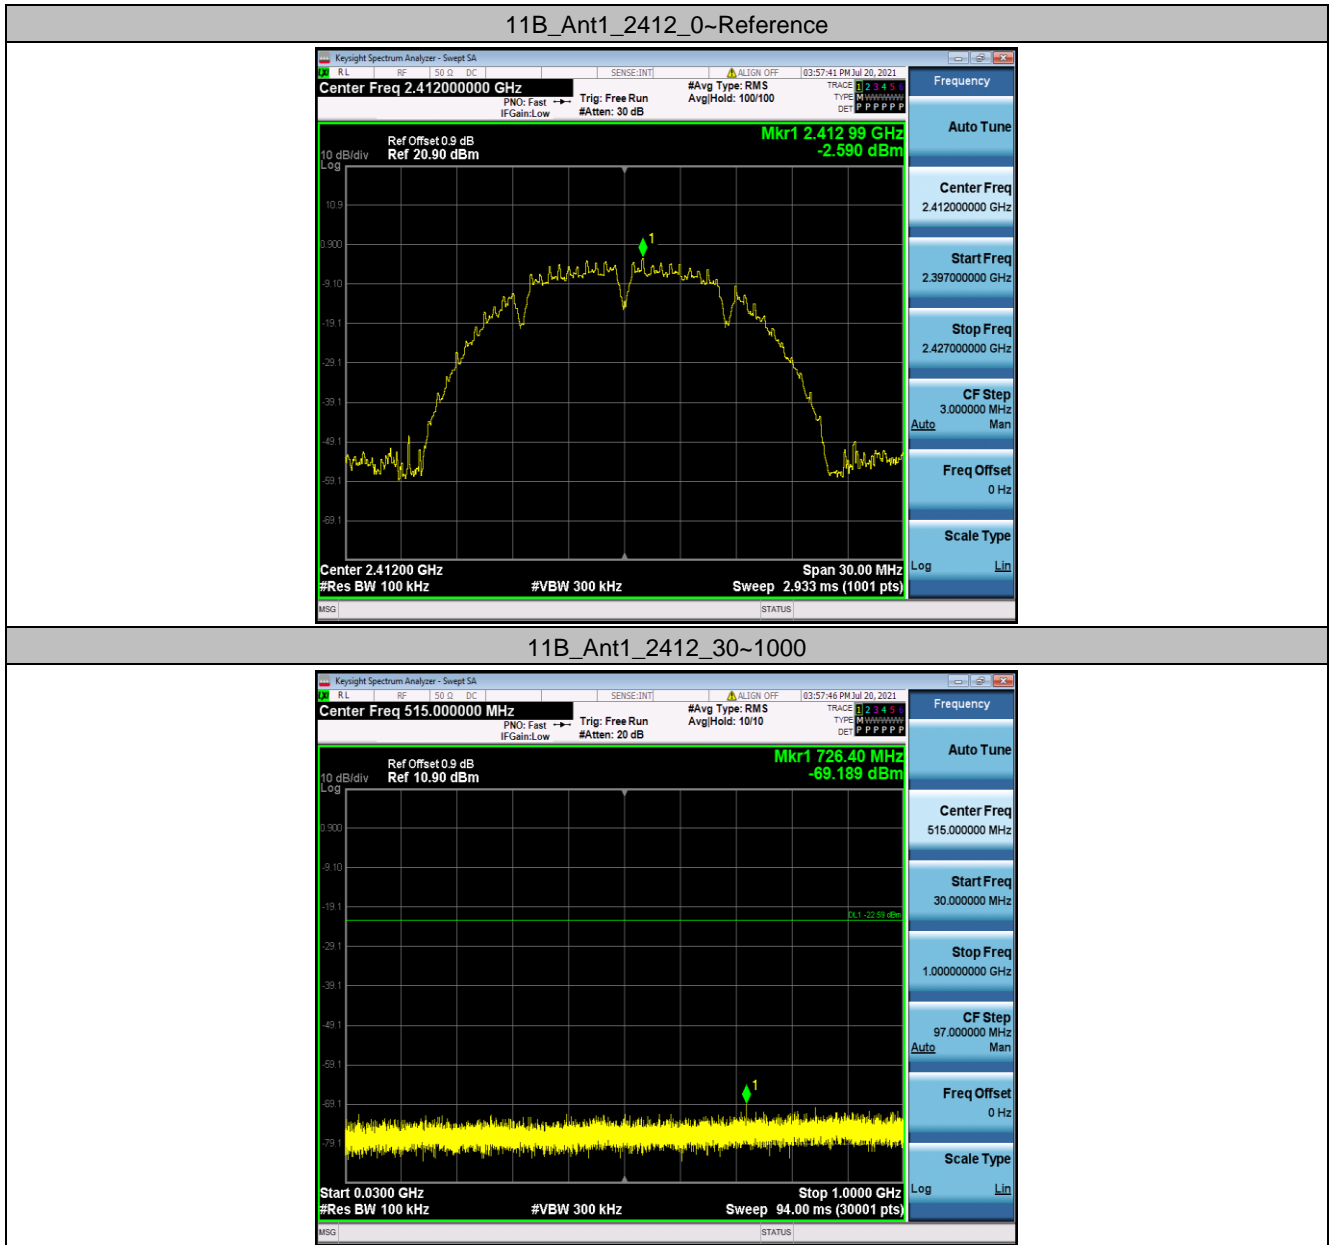 11B_Ant1_2412_0~Reference
Keysight Spectrum Analyzer - Swept SA
LXI RL RF 50 Ω DC SENSE:INT ALIGN OFF 03:57:41 PM Jul 20, 2021
Center Freq 2.412000000 GHz
PNO: Fast
IFGain:Low
Trig: Free Run
#Atten: 30 dB
#Avg Type: RMS
Avg|Hold: 100/100
TRACE 1 2 3 4 5 6
TYPE M WWWWW
DET P P P P P P
Mkr1 2.412 99 GHz
-2.590 dBm
Ref Offset 0.9 dB
10 dB/div Ref 20.90 dBm
Log
10.9
0.900
-9.10
-19.1
-29.1
-39.1
-49.1
-59.1
-69.1
1
Center 2.41200 GHz Span 30.00 MHz
#Res BW 100 kHz #VBW 300 kHz Sweep 2.933 ms (1001 pts)
MSG STATUS
Frequency
Auto Tune
Center Freq
2.412000000 GHz
Start Freq
2.397000000 GHz
Stop Freq
2.427000000 GHz
CF Step
3.000000 MHz
Auto Man
Freq Offset
0 Hz
Scale Type
Log Lin
11B_Ant1_2412_30~1000
Keysight Spectrum Analyzer - Swept SA
LXI RL RF 50 Ω DC SENSE:INT ALIGN OFF 03:57:46 PM Jul 20, 2021
Center Freq 515.000000 MHz
PNO: Fast
IFGain:Low
Trig: Free Run
#Atten: 20 dB
#Avg Type: RMS
Avg|Hold: 10/10
TRACE 1 2 3 4 5 6
TYPE M WWWWW
DET P P P P P P
Mkr1 726.40 MHz
-69.189 dBm
Ref Offset 0.9 dB
10 dB/div Ref 10.90 dBm
Log
0.900
-9.10
-19.1
-29.1
-39.1
-49.1
-59.1
-69.1
-79.1
DL1 -22.59 dBm
1
Start 0.0300 GHz Stop 1.0000 GHz
#Res BW 100 kHz #VBW 300 kHz Sweep 94.00 ms (30001 pts)
MSG STATUS
Frequency
Auto Tune
Center Freq
515.000000 MHz
Start Freq
30.000000 MHz
Stop Freq
1.000000000 GHz
CF Step
97.000000 MHz
Auto Man
Freq Offset
0 Hz
Scale Type
Log Lin